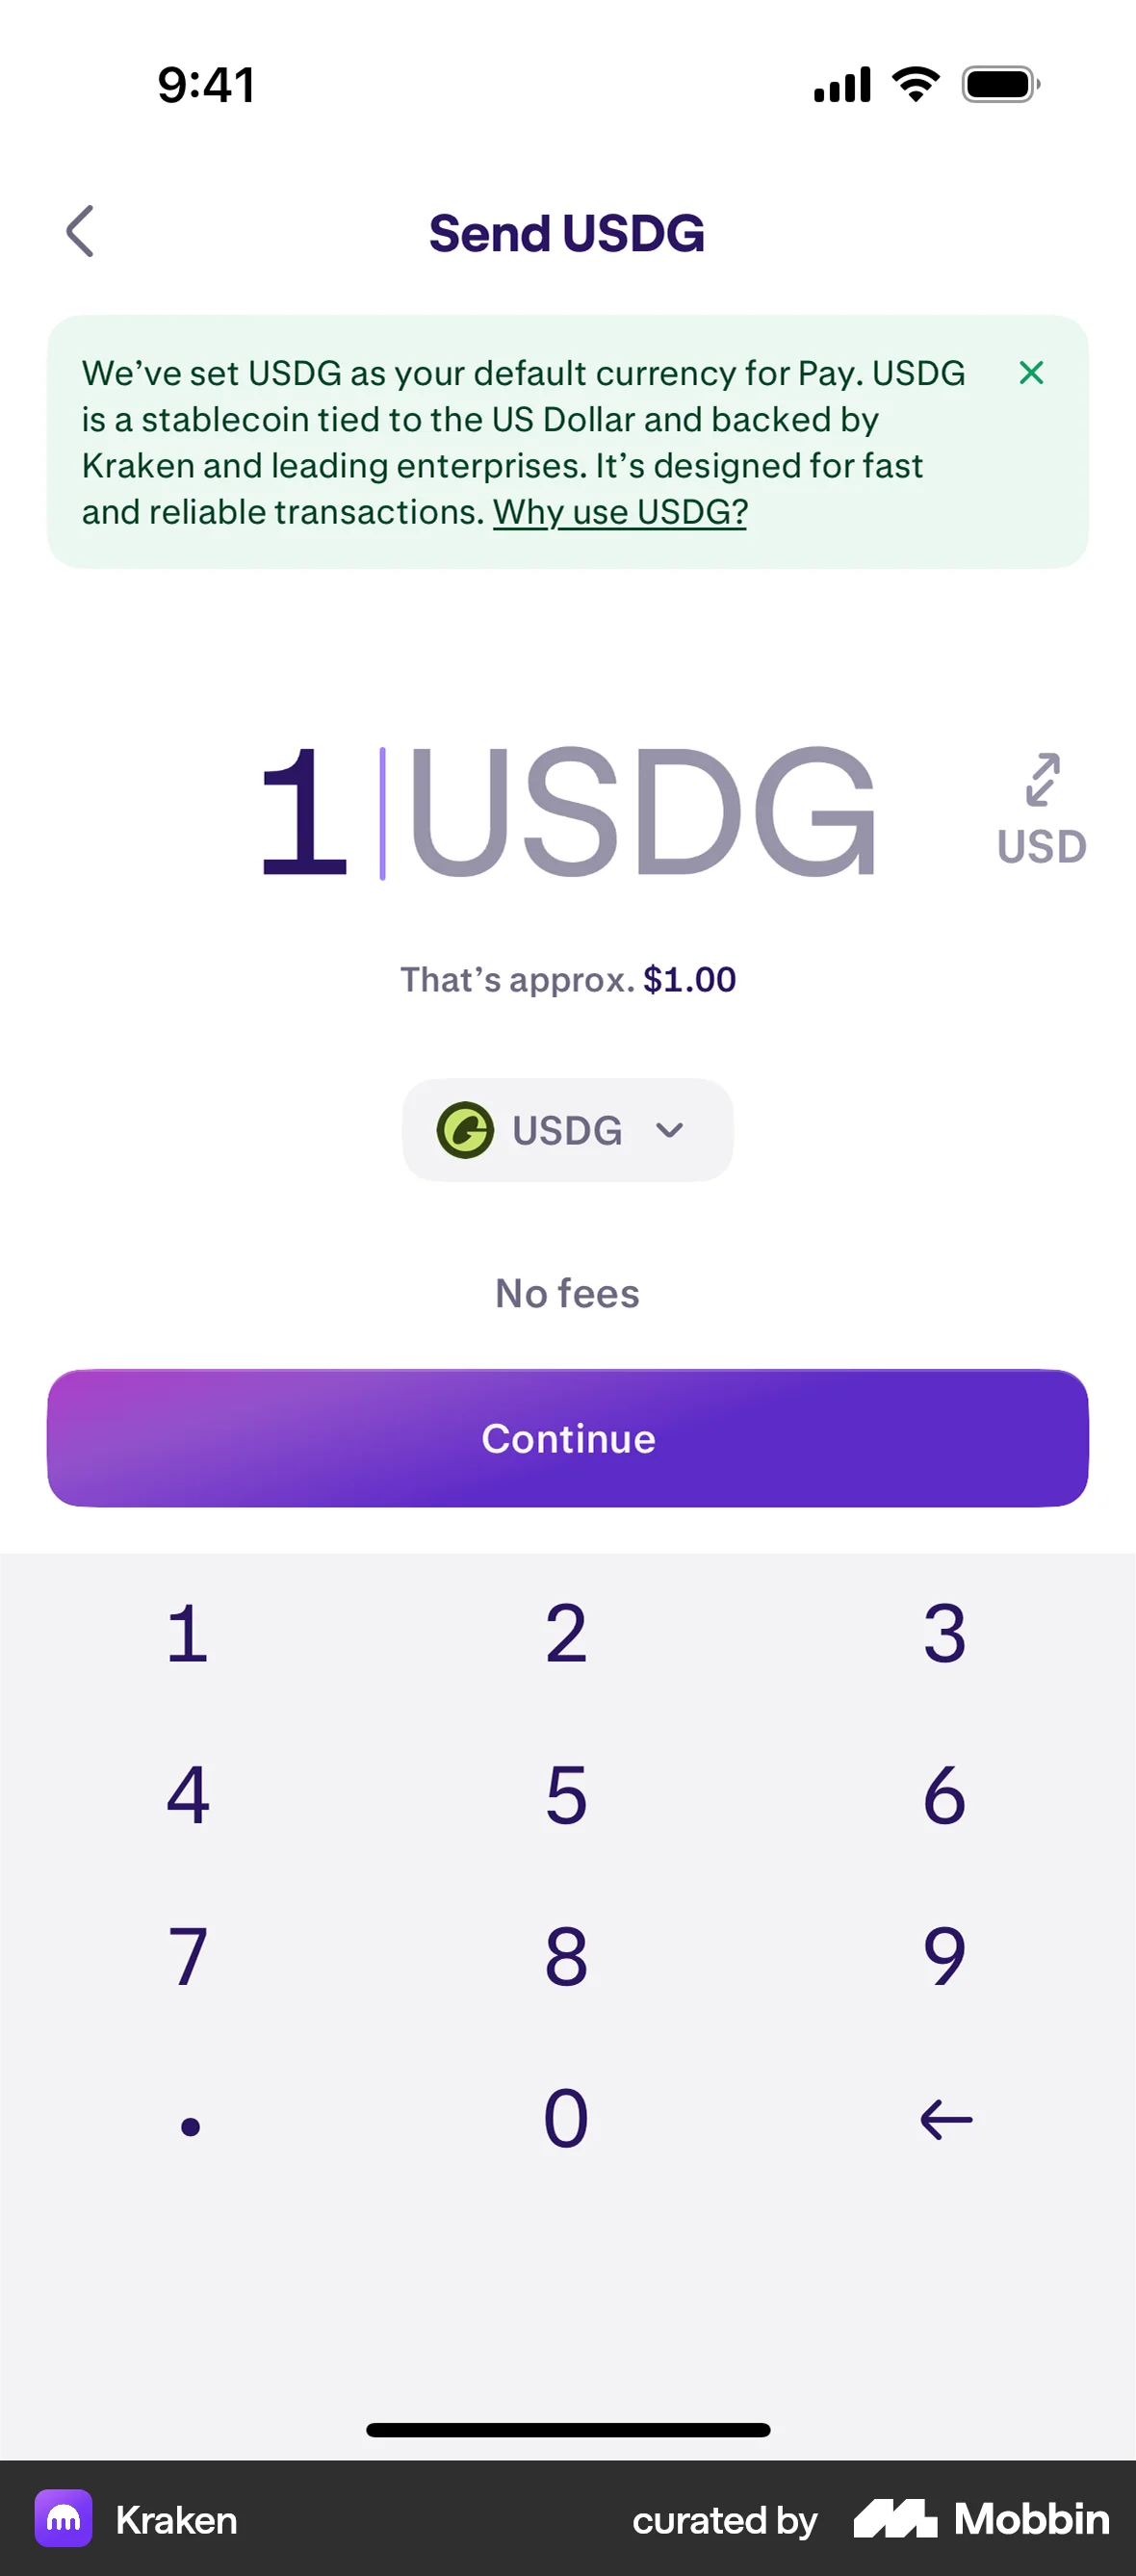 9:41
Send USDG
We’ve set USDG as your default currency for Pay. USDG
is a stablecoin tied to the US Dollar and backed by
Kraken and leading enterprises. It’s designed for fast
and reliable transactions. Why use USDG?
1 USDG
USD
That’s approx. $1.00
USDG
No fees
Continue
1 2 3
4 5 6
7 8 9
. 0
Kraken curated by Mobbin